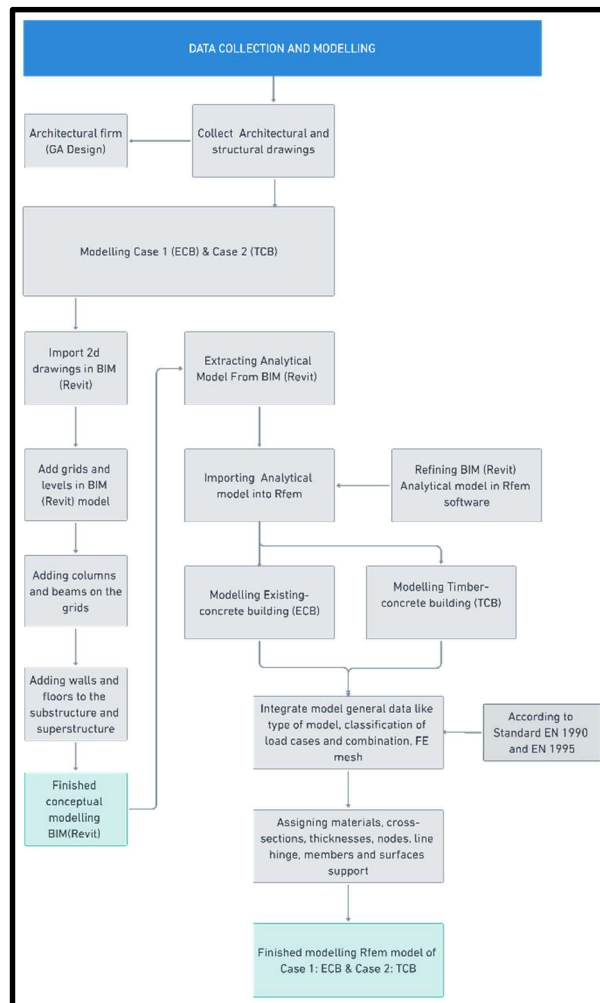 DATA COLLECTION AND MODELLING
Architectural firm
(GA Design)
Collect Architectural and
structural drawings
Modelling Case 1 (ECB) & Case 2 (TCB)
Import 2d
drawings in BIM
(Revit)
Extracting Analytical
Model From BIM (Revit)
Add grids and
levels in BIM
(Revit) model
Importing Analytical
model into Rfem
Refining BIM (Revit)
Analytical model in Rfem
software
Adding columns
and beams on the
grids
Modelling Existing-
concrete building (ECB)
Modelling Timber-
concrete building (TCB)
Adding walls and
floors to the
substructure and
superstructure
Integrate model general data like
type of model, classification of
load cases and combination, FE
mesh
According to
Standard EN 1990
and EN 1995
Finished
conceptual
modelling
BIM(Revit)
Assigning materials, cross-
sections, thicknesses, nodes, line
hinge, members and surfaces
support
Finished modelling Rfem model of
Case 1: ECB & Case 2: TCB